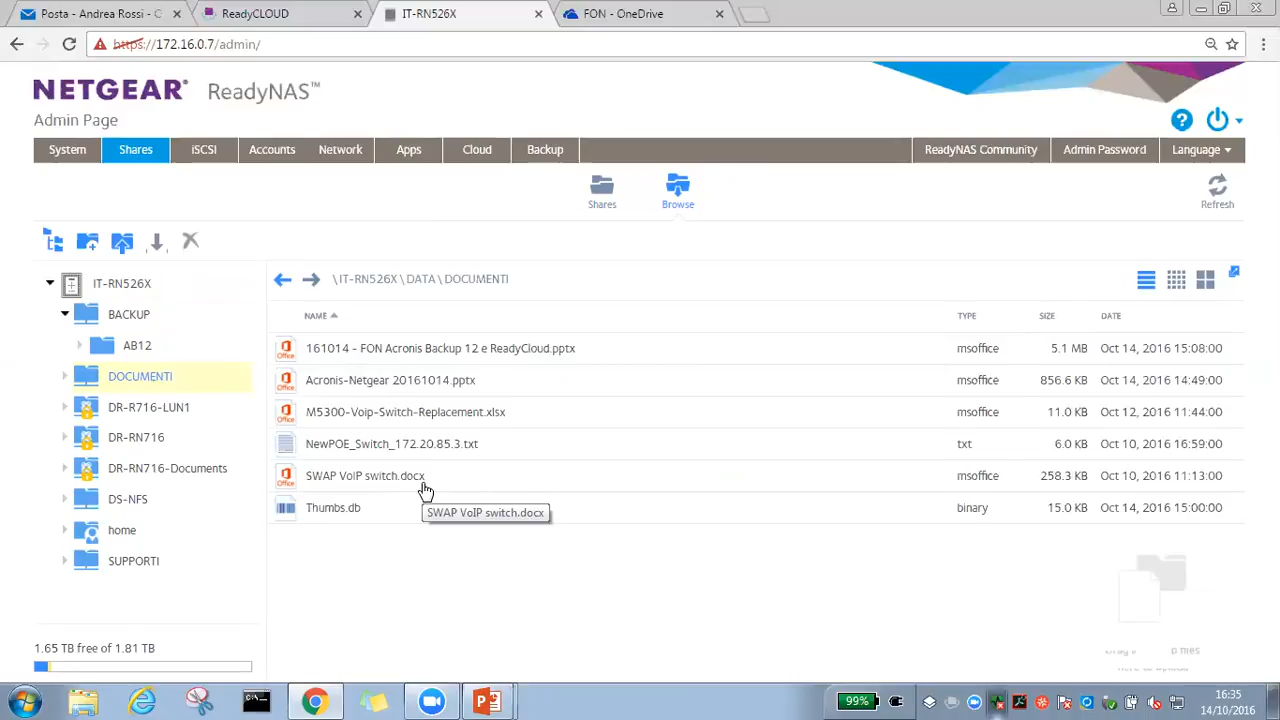 Posta - Andrea Rossi - C
ReadyCLOUD
IT-RN526X
FON - OneDrive
https://172.16.0.7/admin/
NETGEAR® ReadyNAS™
Admin Page
System Shares iSCSI Accounts Network Apps Cloud Backup ReadyNAS Community Admin Password Language
Shares Browse Refresh
IT-RN526X
BACKUP
AB12
DOCUMENTI
DR-R716-LUN1
DR-RN716
DR-RN716-Documents
DS-NFS
home
SUPPORTI
1.65 TB free of 1.81 TB
\ IT-RN526X \ DATA \ DOCUMENTI
NAME TYPE SIZE DATE
161014 - FON Acronis Backup 12 e ReadyCloud.pptx msoffice 5.1 MB Oct 14, 2016 15:08:00
Acronis-Netgear 20161014.pptx msoffice 856.6 KB Oct 14, 2016 14:49:00
M5300-Voip-Switch-Replacement.xlsx msoffice 11.0 KB Oct 12, 2016 11:44:00
NewPOE_Switch_172.20.85.3.txt txt 6.0 KB Oct 10, 2016 16:59:00
SWAP VoIP switch.docx msoffice 258.3 KB Oct 10, 2016 11:13:00
Thumbs.db binary 15.0 KB Oct 14, 2016 15:00:00
SWAP VoIP switch.docx
99%
16:35
14/10/2016